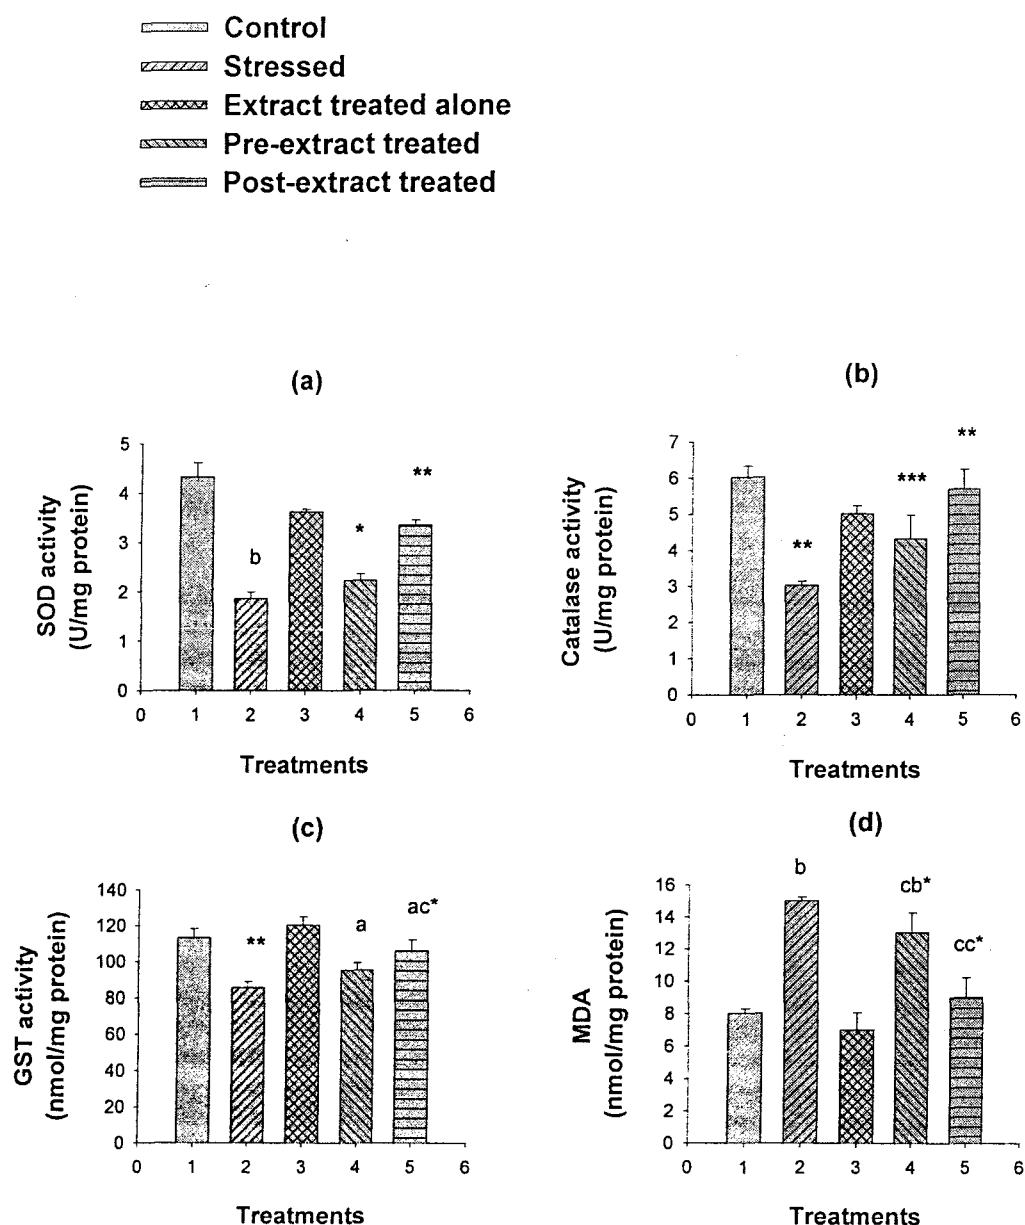 Control
Stressed
Extract treated alone
Pre-extract treated
Post-extract treated
(a)
SOD activity
(U/mg protein)
5
4
3
2
1
0
b
*
**
0 1 2 3 4 5 6
Treatments
(b)
Catalase activity
(U/mg protein)
7
6
5
4
3
2
1
0
**
***
**
0 1 2 3 4 5 6
Treatments
(c)
GST activity
(nmol/mg protein)
140
120
100
80
60
40
20
0
**
a
ac*
0 1 2 3 4 5 6
Treatments
(d)
MDA
(nmol/mg protein)
16
14
12
10
8
6
4
2
0
b
cb*
cc*
0 1 2 3 4 5 6
Treatments